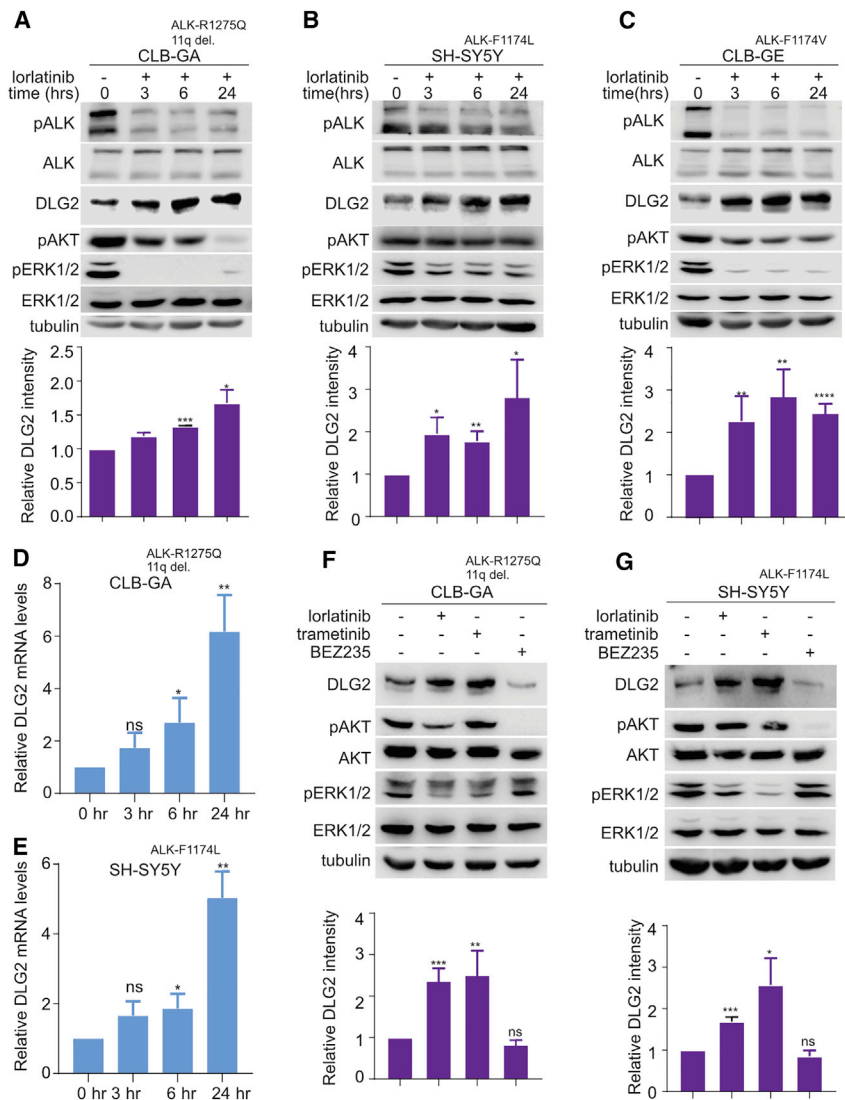 A
ALK-R1275Q
11q del.
CLB-GA
lorlatinib - + + +
time (hrs) 0 3 6 24
pALK
ALK
DLG2
pAKT
pERK1/2
ERK1/2
tubulin
Relative DLG2 intensity
2.5
2.0
1.5
1.0
0.5
0.0
***
*
B
ALK-F1174L
SH-SY5Y
lorlatinib - + + +
time(hrs) 0 3 6 24
pALK
ALK
DLG2
pAKT
pERK1/2
ERK1/2
tubulin
Relative DLG2 intensity
4
3
2
1
0
*
**
*
C
ALK-F1174V
CLB-GE
lorlatinib - + + +
time(hrs) 0 3 6 24
pALK
ALK
DLG2
pAKT
pERK1/2
ERK1/2
tubulin
Relative DLG2 intensity
4
3
2
1
0
**
**
****
D
ALK-R1275Q
11q del.
CLB-GA
Relative DLG2 mRNA levels
8
6
4
2
0
ns
*
**
0 hr 3 hr 6 hr 24 hr
E
ALK-F1174L
SH-SY5Y
Relative DLG2 mRNA levels
6
4
2
0
ns
*
**
0 hr 3 hr 6 hr 24 hr
F
ALK-R1275Q
11q del.
CLB-GA
lorlatinib - + - -
trametinib - - + -
BEZ235 - - - +
DLG2
pAKT
AKT
pERK1/2
ERK1/2
tubulin
Relative DLG2 intensity
4
3
2
1
0
***
**
ns
G
ALK-F1174L
SH-SY5Y
lorlatinib - + - -
trametinib - - + -
BEZ235 - - - +
DLG2
pAKT
AKT
pERK1/2
ERK1/2
tubulin
Relative DLG2 intensity
4
3
2
1
0
***
*
ns